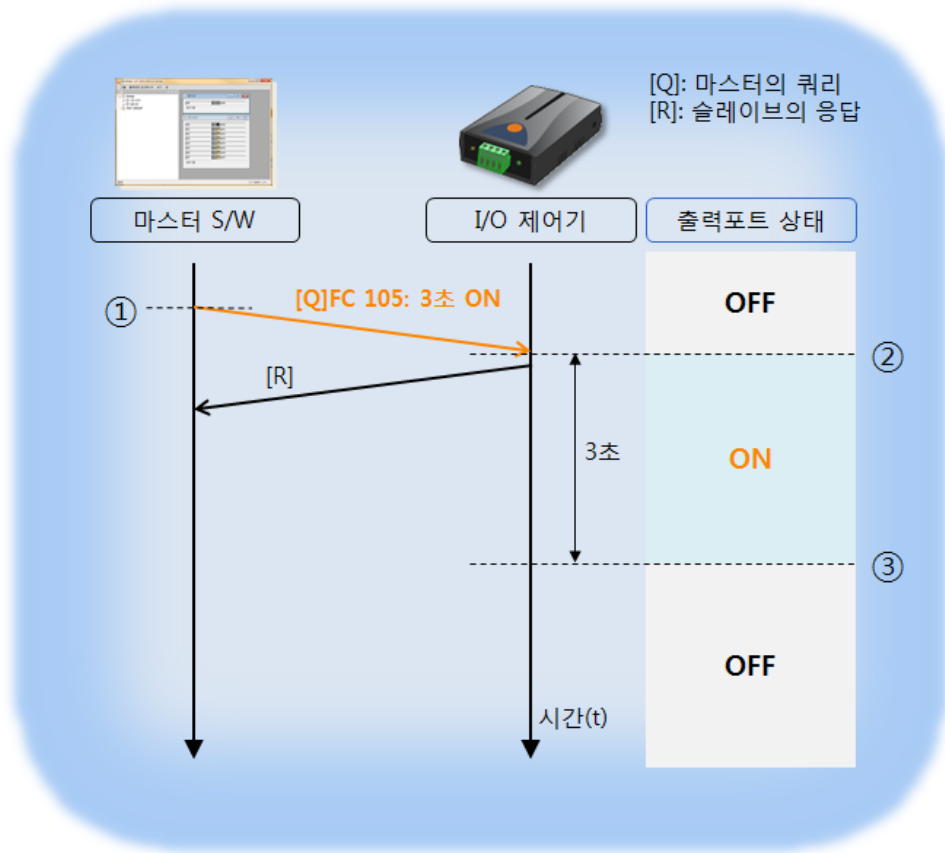 [Q]: 마스터의 쿼리
[R]: 슬레이브의 응답
마스터 S/W
I/O 제어기
출력포트 상태
①
[Q]FC 105: 3초 ON
OFF
②
[R]
3초
ON
③
OFF
시간(t)